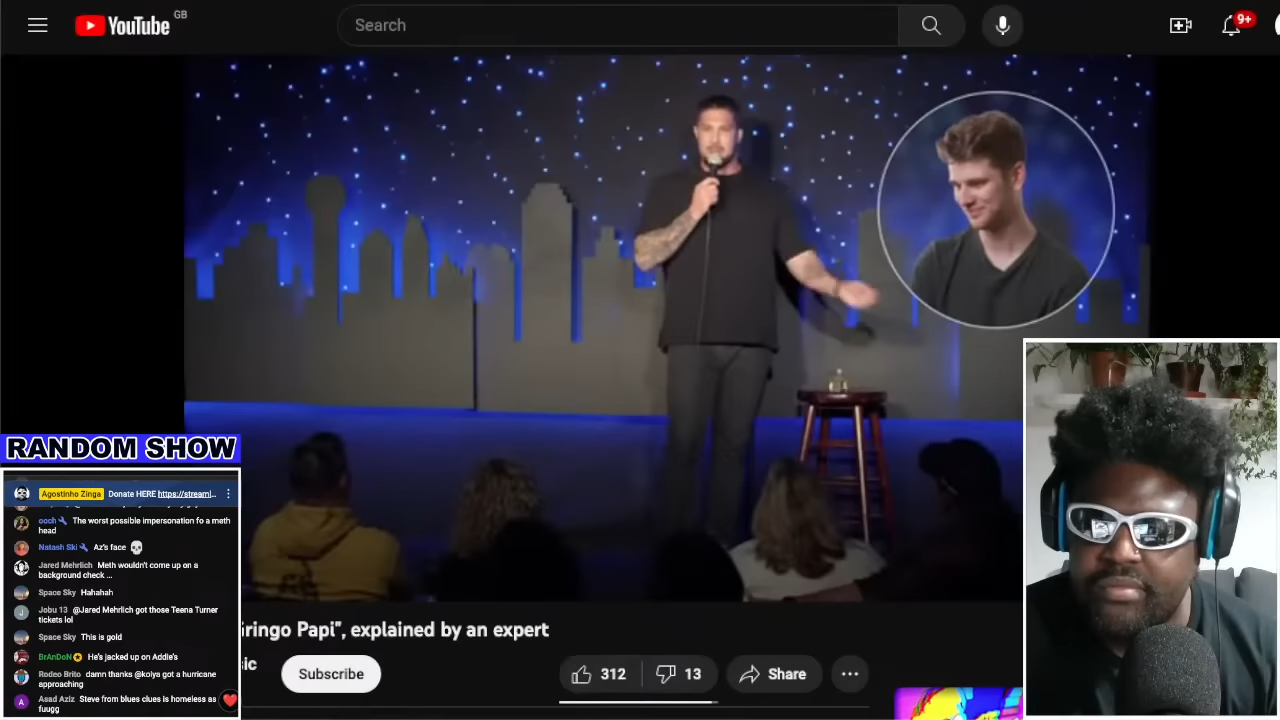 YouTube GB
Search
9+
RANDOM SHOW
Agostinho Zinga Donate HERE https://streaml...
ooch The worst possible impersonation fo a meth
head
Natash Ski Az's face
Jared Mehrlich Meth wouldn't come up on a
background check ...
Space Sky Hahahah
Jobu 13 @Jared Mehrlich got those Teena Turner
tickets lol
Space Sky This is gold
BrAnDoN He's jacked up on Addie's
Rodeo Brito damn thanks @kolys got a hurricane
approaching
Asad Aziz Steve from blues clues is homeless as
fuugg
Gringo Papi", explained by an expert
sic
Subscribe
312
13
Share